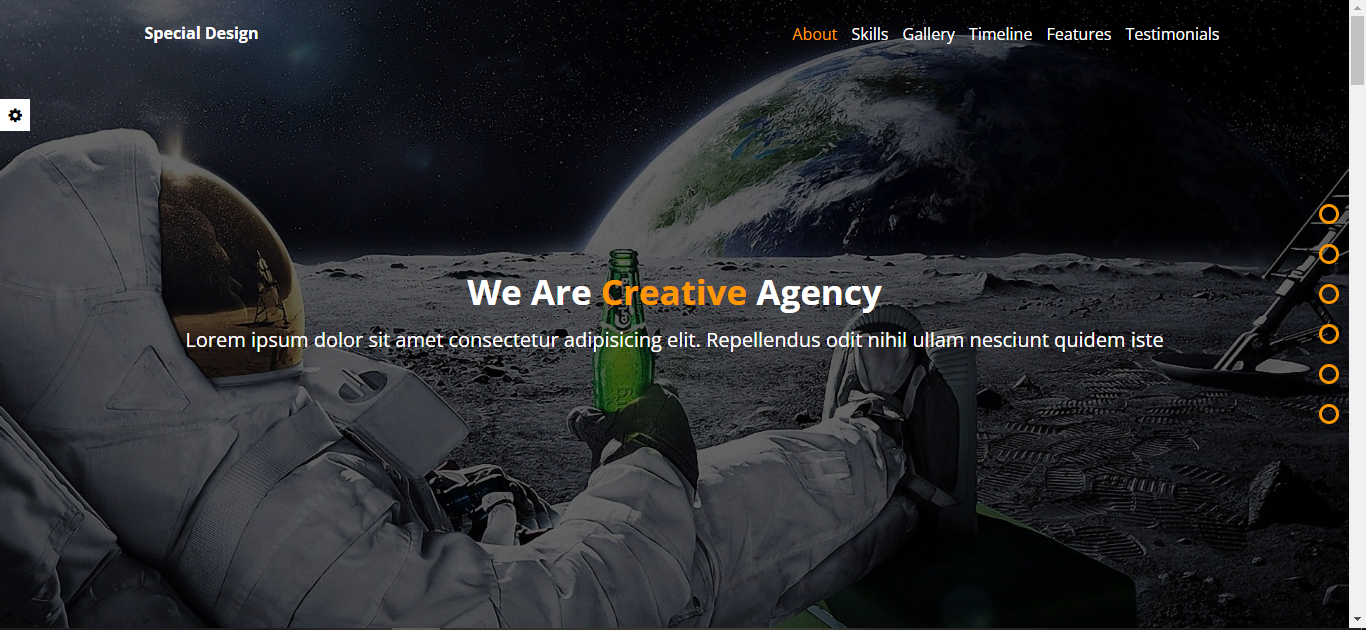 Special Design
About Skills Gallery Timeline Features Testimonials
We Are Creative Agency
Lorem ipsum dolor sit amet consectetur adipisicing elit. Repellendus odit nihil ullam nesciunt quidem iste